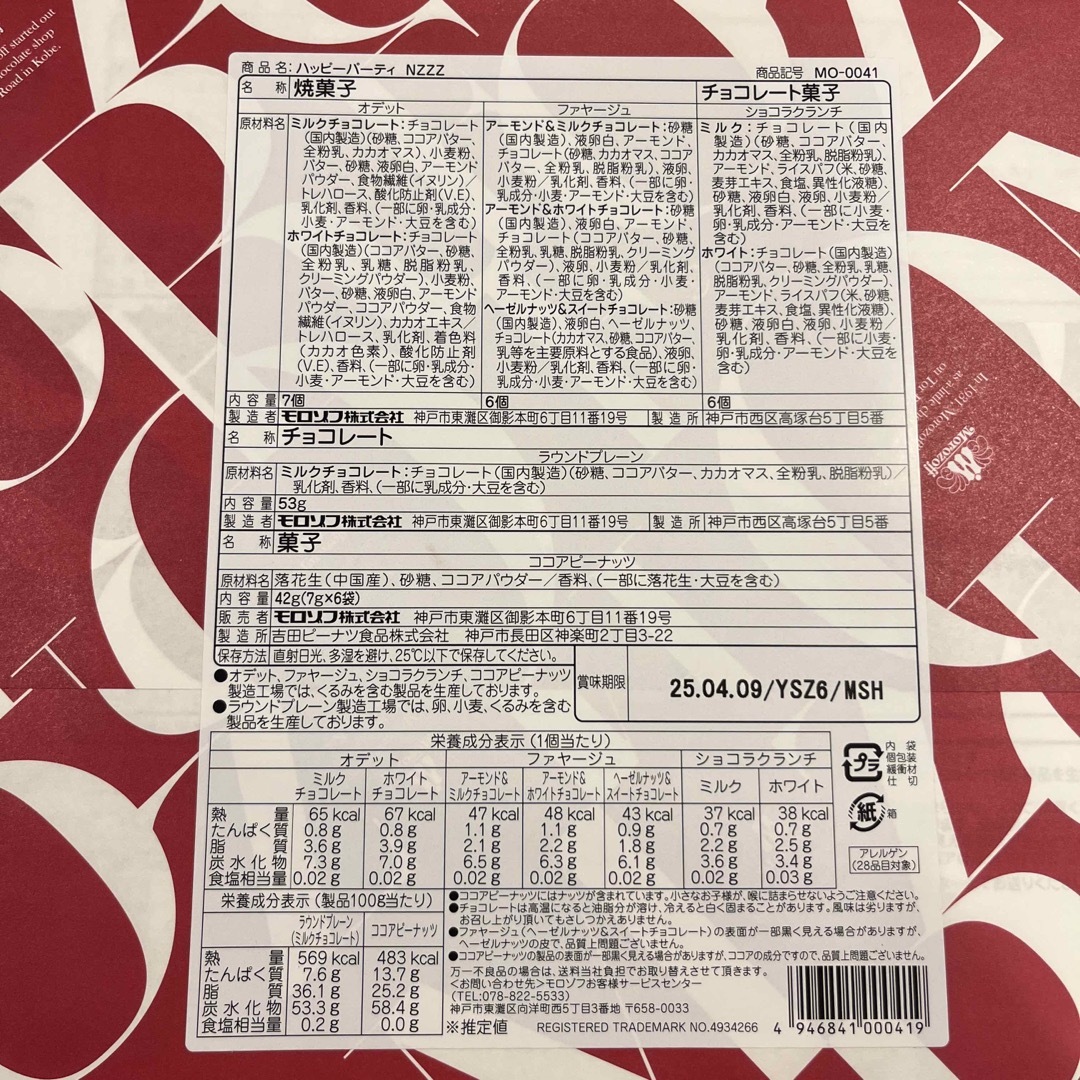 off started out
hocolate shop
Road in Kobe.
In 1931 Morozoff
as a little c
on Tor
Morozoff
商品名：ハッピーパーティ NZZZ
商品記号 MO-0041
名称 焼菓子
チョコレート菓子
オデット
ファヤージュ
ショコラクランチ
原材料名
ミルクチョコレート：チョコレート
(国内製造)(砂糖、ココアバター、
全粉乳、カカオマス)、小麦粉、
バター、砂糖、液卵白、アーモンド
パウダー、食物繊維(イヌリン)／
トレハロース、酸化防止剤(V.E)、
乳化剤、香料、(一部に卵・乳成分・
小麦・アーモンド・大豆を含む)
ホワイトチョコレート：チョコレート
(国内製造)(ココアバター、砂糖、
全粉乳、乳糖、脱脂粉乳、
クリーミングパウダー)、小麦粉、
バター、砂糖、液卵白、アーモンド
パウダー、ココアパウダー、食物
繊維(イヌリン)、カカオエキス／
トレハロース、乳化剤、着色料
(カカオ色素)、酸化防止剤
(V.E)、香料、(一部に卵・乳成分・
小麦・アーモンド・大豆を含む)
アーモンド&ミルクチョコレート：砂糖
(国内製造)、液卵白、アーモンド、
チョコレート(砂糖、カカオマス、ココア
バター、全粉乳、脱脂粉乳)、液卵、
小麦粉／乳化剤、香料、(一部に卵・
乳成分・小麦・アーモンド・大豆を含む)
アーモンド&ホワイトチョコレート：砂糖
(国内製造)、液卵白、アーモンド、
チョコレート(ココアバター、砂糖、
全粉乳、乳糖、脱脂粉乳、クリーミング
パウダー)、液卵、小麦粉／乳化剤、
香料、(一部に卵・乳成分・小麦・
アーモンド・大豆を含む)
ヘーゼルナッツ&スイートチョコレート：砂糖
(国内製造)、液卵白、ヘーゼルナッツ、
チョコレート(カカオマス、砂糖、ココアバター、
乳等を主要原料とする食品)、液卵、
小麦粉／乳化剤、香料、(一部に卵・
乳成分・小麦・アーモンド・大豆を含む)
ミルク：チョコレート(国内
製造)(砂糖、ココアバター、
カカオマス、全粉乳、脱脂粉乳)、
アーモンド、ライスパフ(米、砂糖、
麦芽エキス、食塩、異性化液糖)、
砂糖、液卵白、液卵、小麦粉／
乳化剤、香料、(一部に小麦・
卵・乳成分・アーモンド・大豆を
含む)
ホワイト：チョコレート(国内製造)
(ココアバター、砂糖、全粉乳、乳糖、
脱脂粉乳、クリーミングパウダー)、
アーモンド、ライスパフ(米、砂糖、
麦芽エキス、食塩、異性化液糖)、
砂糖、液卵白、液卵、小麦粉／
乳化剤、香料、(一部に小麦・
卵・乳成分・アーモンド・大豆を
含む)
内容量 7個 6個 6個
製造者 モロゾフ株式会社 神戸市東灘区御影本町6丁目11番19号 製造所 神戸市西区高塚台5丁目5番
名称 チョコレート
ラウンドプレーン
原材料名 ミルクチョコレート：チョコレート(国内製造)(砂糖、ココアバター、カカオマス、全粉乳、脱脂粉乳)／
乳化剤、香料、(一部に乳成分・大豆を含む)
内容量 53g
製造者 モロゾフ株式会社 神戸市東灘区御影本町6丁目11番19号 製造所 神戸市西区高塚台5丁目5番
名称 菓子
ココアピーナッツ
原材料名 落花生(中国産)、砂糖、ココアパウダー／香料、(一部に落花生・大豆を含む)
内容量 42g(7g×6袋)
販売者 モロゾフ株式会社 神戸市東灘区御影本町6丁目11番19号
製造所 吉田ピーナツ食品株式会社 神戸市長田区神楽町2丁目3-22
保存方法 直射日光、多湿を避け、25℃以下で保存してください。
●オデット、ファヤージュ、ショコラクランチ、ココアピーナッツ
製造工場では、くるみを含む製品を生産しております。
●ラウンドプレーン製造工場では、卵、小麦、くるみを含む
製品を生産しております。
賞味期限 25.04.09/YSZ6/MSH
栄養成分表示(1個当たり)
オデット ファヤージュ ショコラクランチ
ミルクチョコレート ホワイトチョコレート アーモンド&ミルクチョコレート アーモンド&ホワイトチョコレート ヘーゼルナッツ&スイートチョコレート ミルク ホワイト
熱量 65 kcal 67 kcal 47 kcal 48 kcal 43 kcal 37 kcal 38 kcal
たんぱく質 0.8 g 0.8 g 1.1 g 1.1 g 0.9 g 0.7 g 0.7 g
脂質 3.6 g 3.9 g 2.1 g 2.2 g 1.8 g 2.2 g 2.5 g
炭水化物 7.3 g 7.0 g 6.5 g 6.3 g 6.1 g 3.6 g 3.4 g
食塩相当量 0.02 g 0.02 g 0.02 g 0.02 g 0.02 g 0.02 g 0.03 g
プラ
内袋
個包装
緩衝材
仕切
紙
箱
アレルゲン
(28品目対象)
栄養成分表示(製品100g当たり)
ラウンドプレーン(ミルクチョコレート) ココアピーナッツ
熱量 569 kcal 483 kcal
たんぱく質 7.6 g 13.7 g
脂質 36.1 g 25.2 g
炭水化物 53.3 g 58.4 g
食塩相当量 0.2 g 0.0 g
●ココアピーナッツにはナッツが含まれています。小さなお子様が、喉に詰まらせないようご注意ください。
●チョコレートは高温になると油脂分が溶け、冷えると白く固まることがあります。風味は劣りますが、
お召し上がり頂いてもさしつかえありません。
●ファヤージュ(ヘーゼルナッツ&スイートチョコレート)の表面が一部黒く見える場合がありますが、
ヘーゼルナッツの皮で、品質上問題ございません。
●ココアピーナッツの製品の表面が一部黒く見える場合がありますが、ココアの成分ですので、品質上問題ございません。
万一不良品の場合は、送料当社負担でお取り替えさせて頂きます。
<お問い合わせ先>モロゾフお客様サービスセンター
(TEL:078-822-5533)
神戸市東灘区向洋町西5丁目3番地 〒658-0033
※推定値 REGISTERED TRADEMARK NO.4934266
4 946841 000419